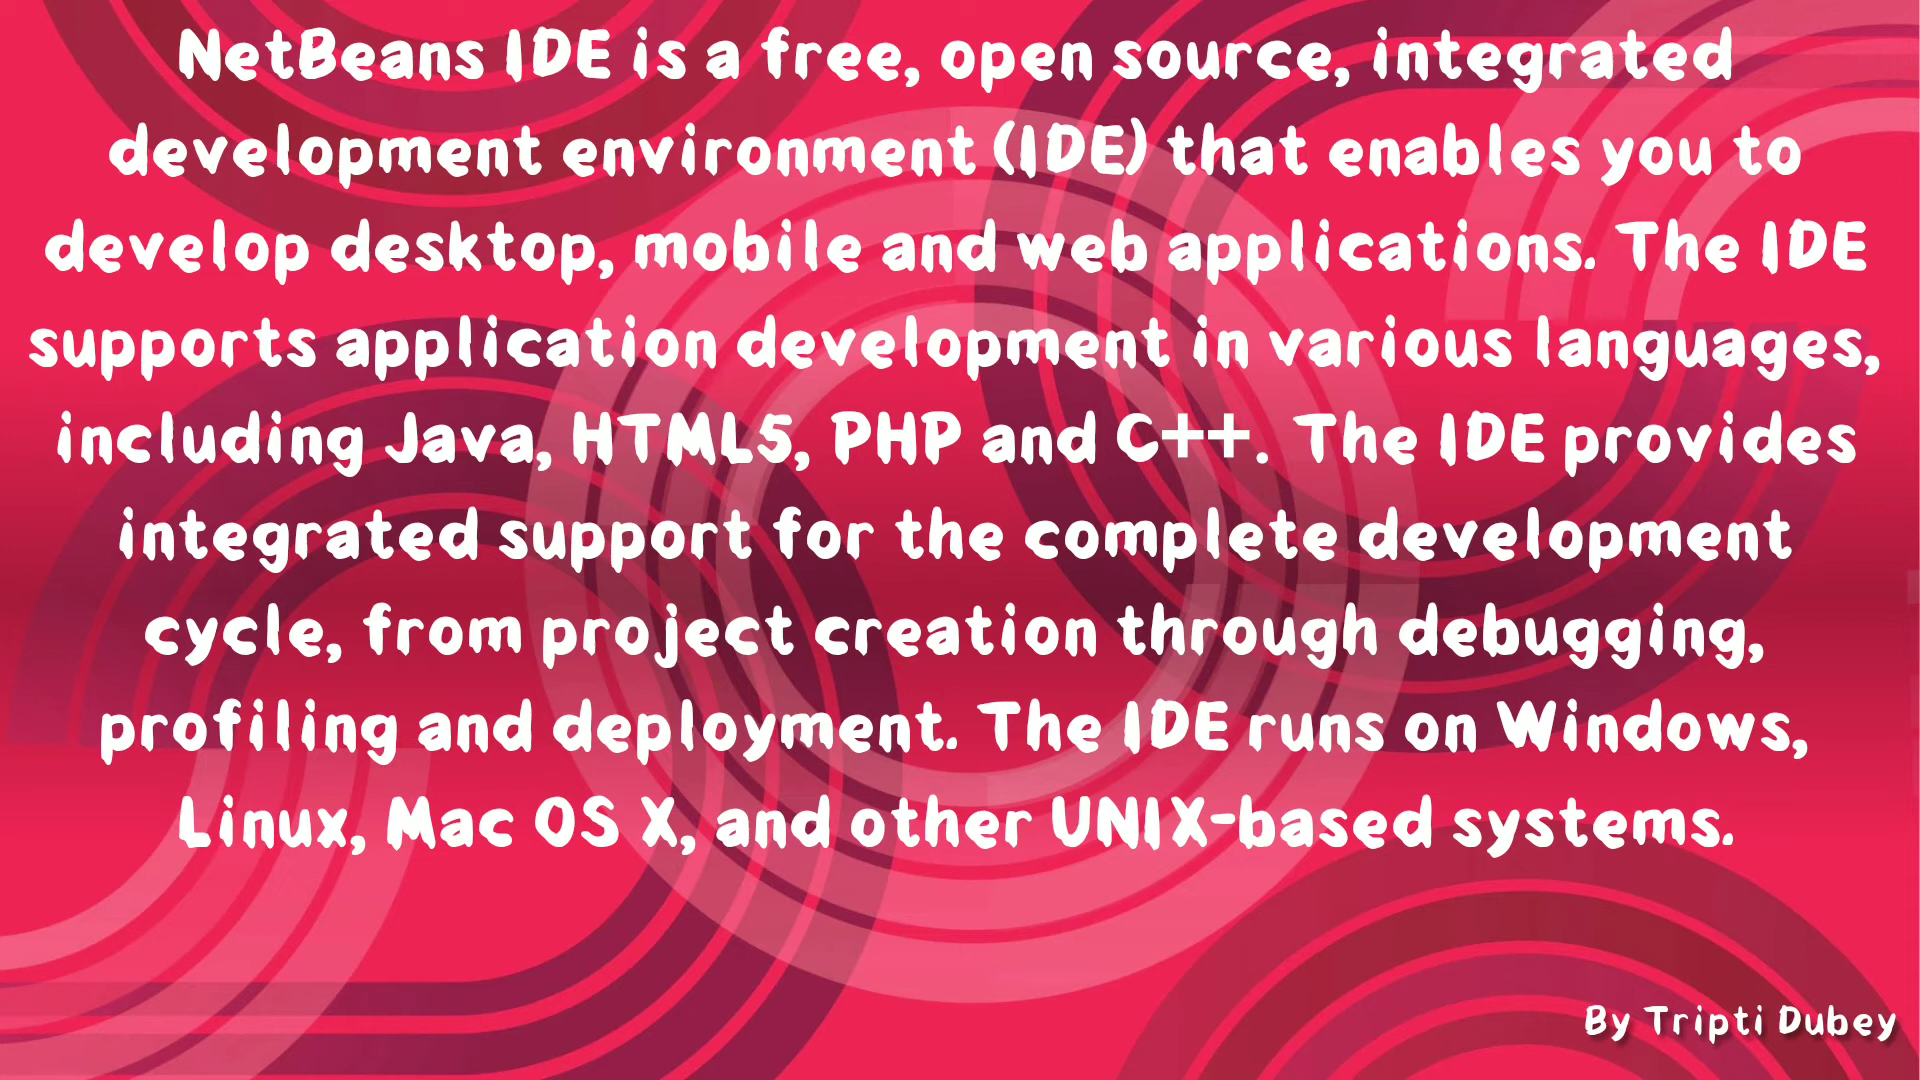 NetBeans IDE is a free, open source, integrated
development environment (IDE) that enables you to
develop desktop, mobile and web applications. The IDE
supports application development in various languages,
including Java, HTML5, PHP and C++. The IDE provides
integrated support for the complete development
cycle, from project creation through debugging,
profiling and deployment. The IDE runs on Windows,
Linux, Mac OS X, and other UNIX-based systems.
By Tripti Dubey